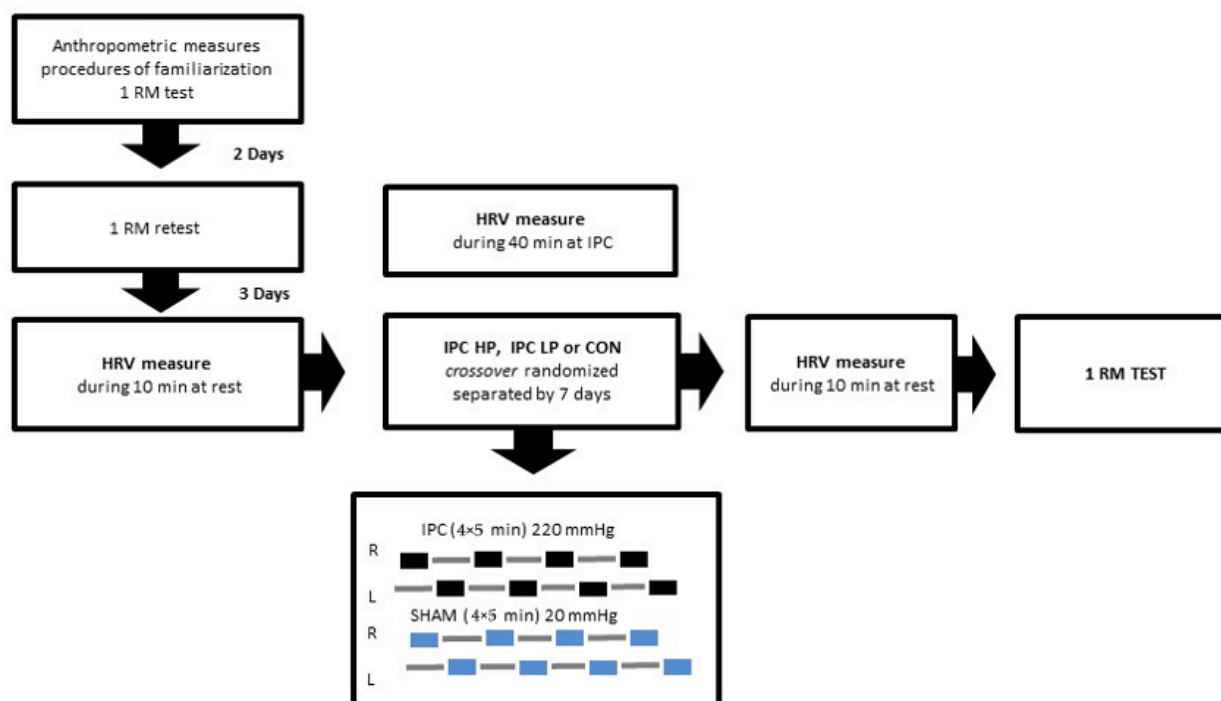 Anthropometric measures
procedures of familiarization
1 RM test
2 Days
1 RM retest
3 Days
HRV measure
during 10 min at rest
HRV measure
during 40 min at IPC
IPC HP, IPC LP or CON
crossover randomized
separated by 7 days
HRV measure
during 10 min at rest
1 RM TEST
IPC (4×5 min) 220 mmHg
R
L
SHAM (4×5 min) 20 mmHg
R
L